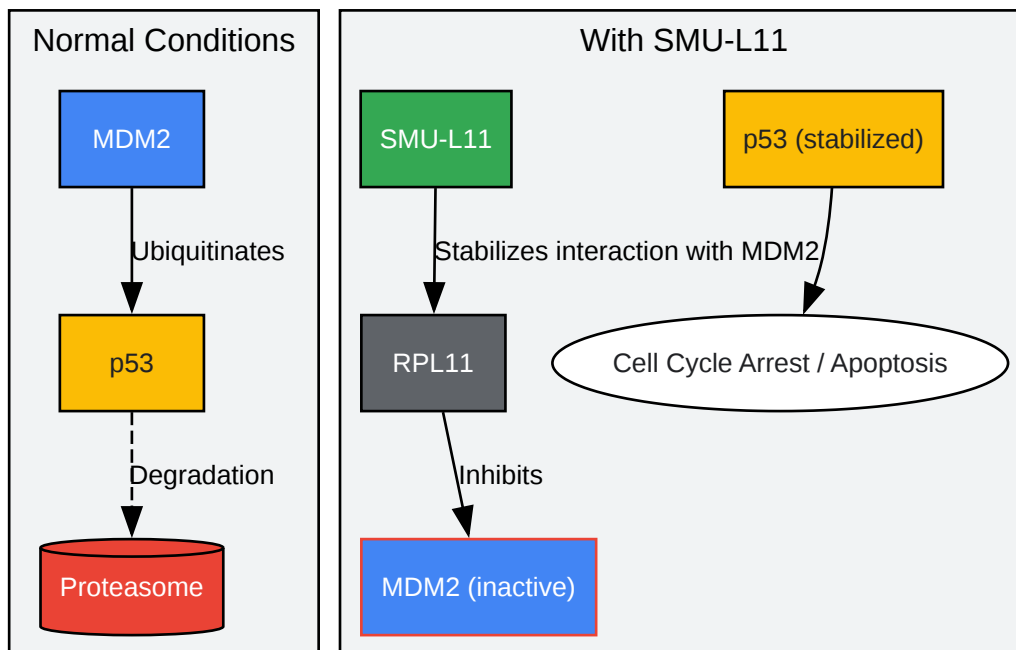 Normal Conditions
MDM2
Ubiquitinates
p53
Degradation
Proteasome
With SMU-L11
SMU-L11
p53 (stabilized)
Stabilizes interaction with MDM2
RPL11
Cell Cycle Arrest / Apoptosis
Inhibits
MDM2 (inactive)